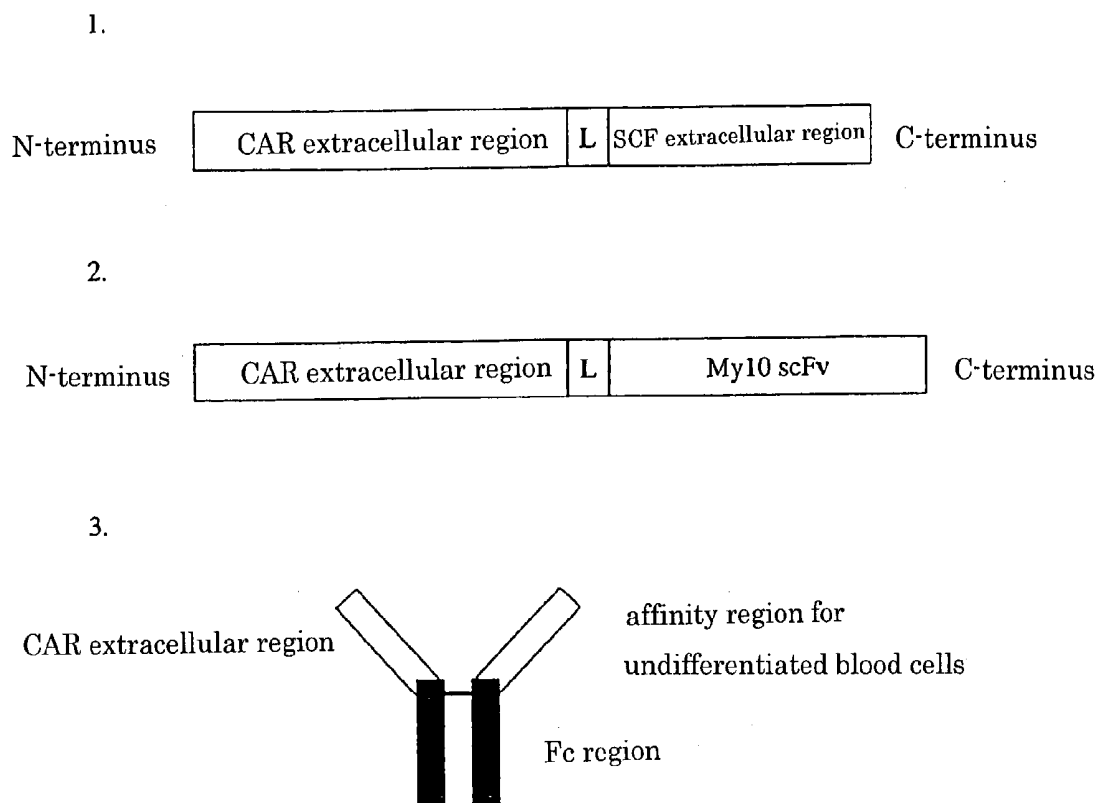 1.
N-terminus CAR extracellular region L SCF extracellular region C-terminus
2.
N-terminus CAR extracellular region L My10 scFv C-terminus
3.
CAR extracellular region
affinity region for
undifferentiated blood cells
Fc region